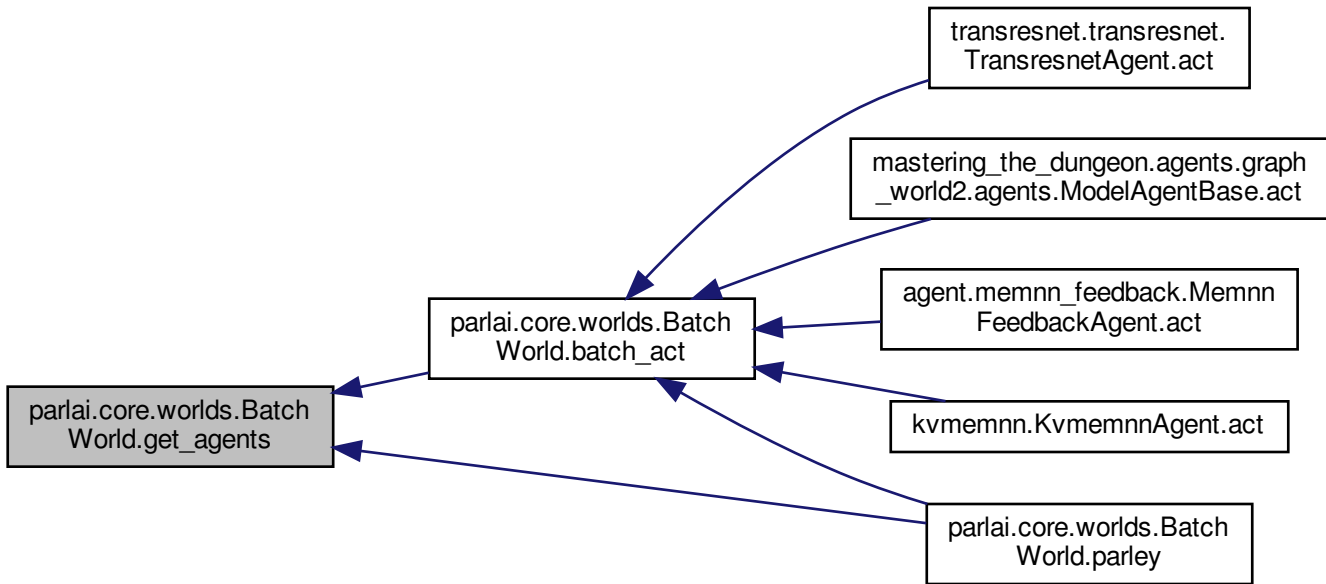 transresnet.transresnet.
TransresnetAgent.act
mastering_the_dungeon.agents.graph
_world2.agents.ModelAgentBase.act
agent.memnn_feedback.Memnn
FeedbackAgent.act
parlai.core.worlds.Batch
World.batch_act
parlai.core.worlds.Batch
World.get_agents
kvmemnn.KvmemnnAgent.act
parlai.core.worlds.Batch
World.parley